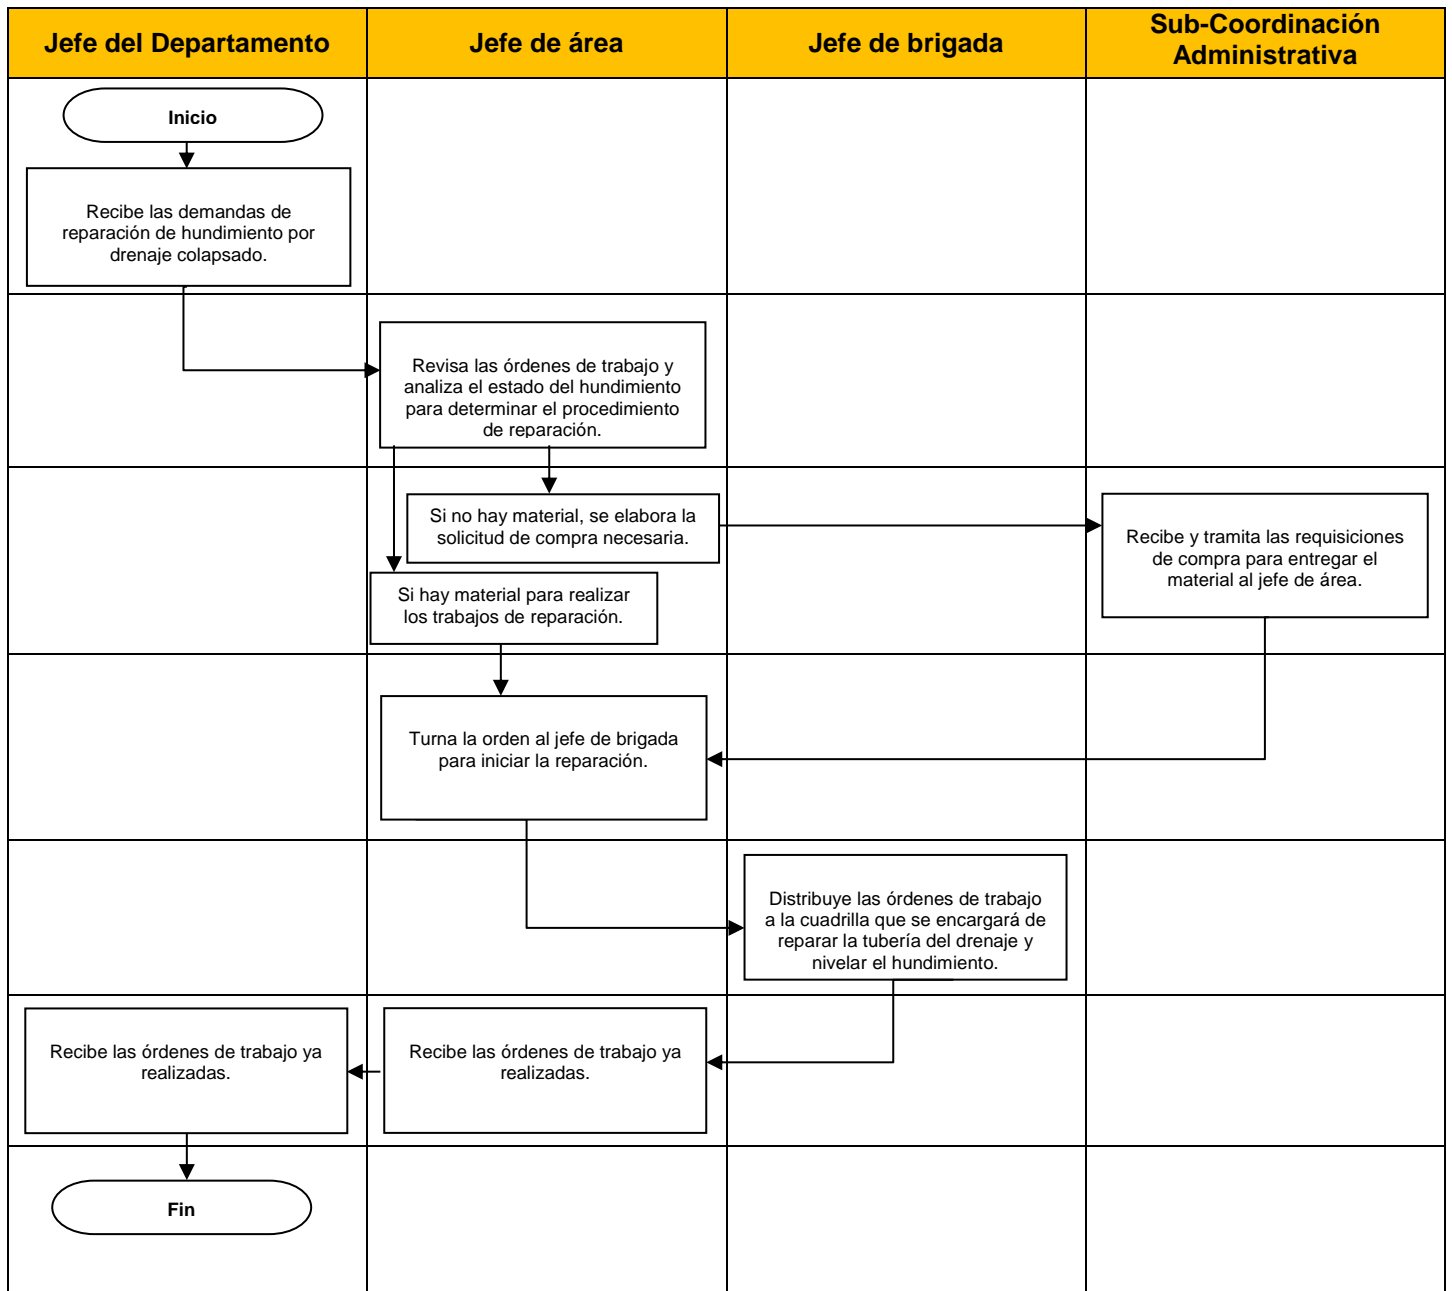 Jefe del Departamento
Jefe de área
Jefe de brigada
Sub-Coordinación
Administrativa
Inicio
Recibe las demandas de
reparación de hundimiento por
drenaje colapsado.
Revisa las órdenes de trabajo y
analiza el estado del hundimiento
para determinar el procedimiento
de reparación.
Si no hay material, se elabora la
solicitud de compra necesaria.
Recibe y tramita las requisiciones
de compra para entregar el
material al jefe de área.
Si hay material para realizar
los trabajos de reparación.
Turna la orden al jefe de brigada
para iniciar la reparación.
Distribuye las órdenes de trabajo
a la cuadrilla que se encargará de
reparar la tubería del drenaje y
nivelar el hundimiento.
Recibe las órdenes de trabajo ya
realizadas.
Recibe las órdenes de trabajo ya
realizadas.
Fin